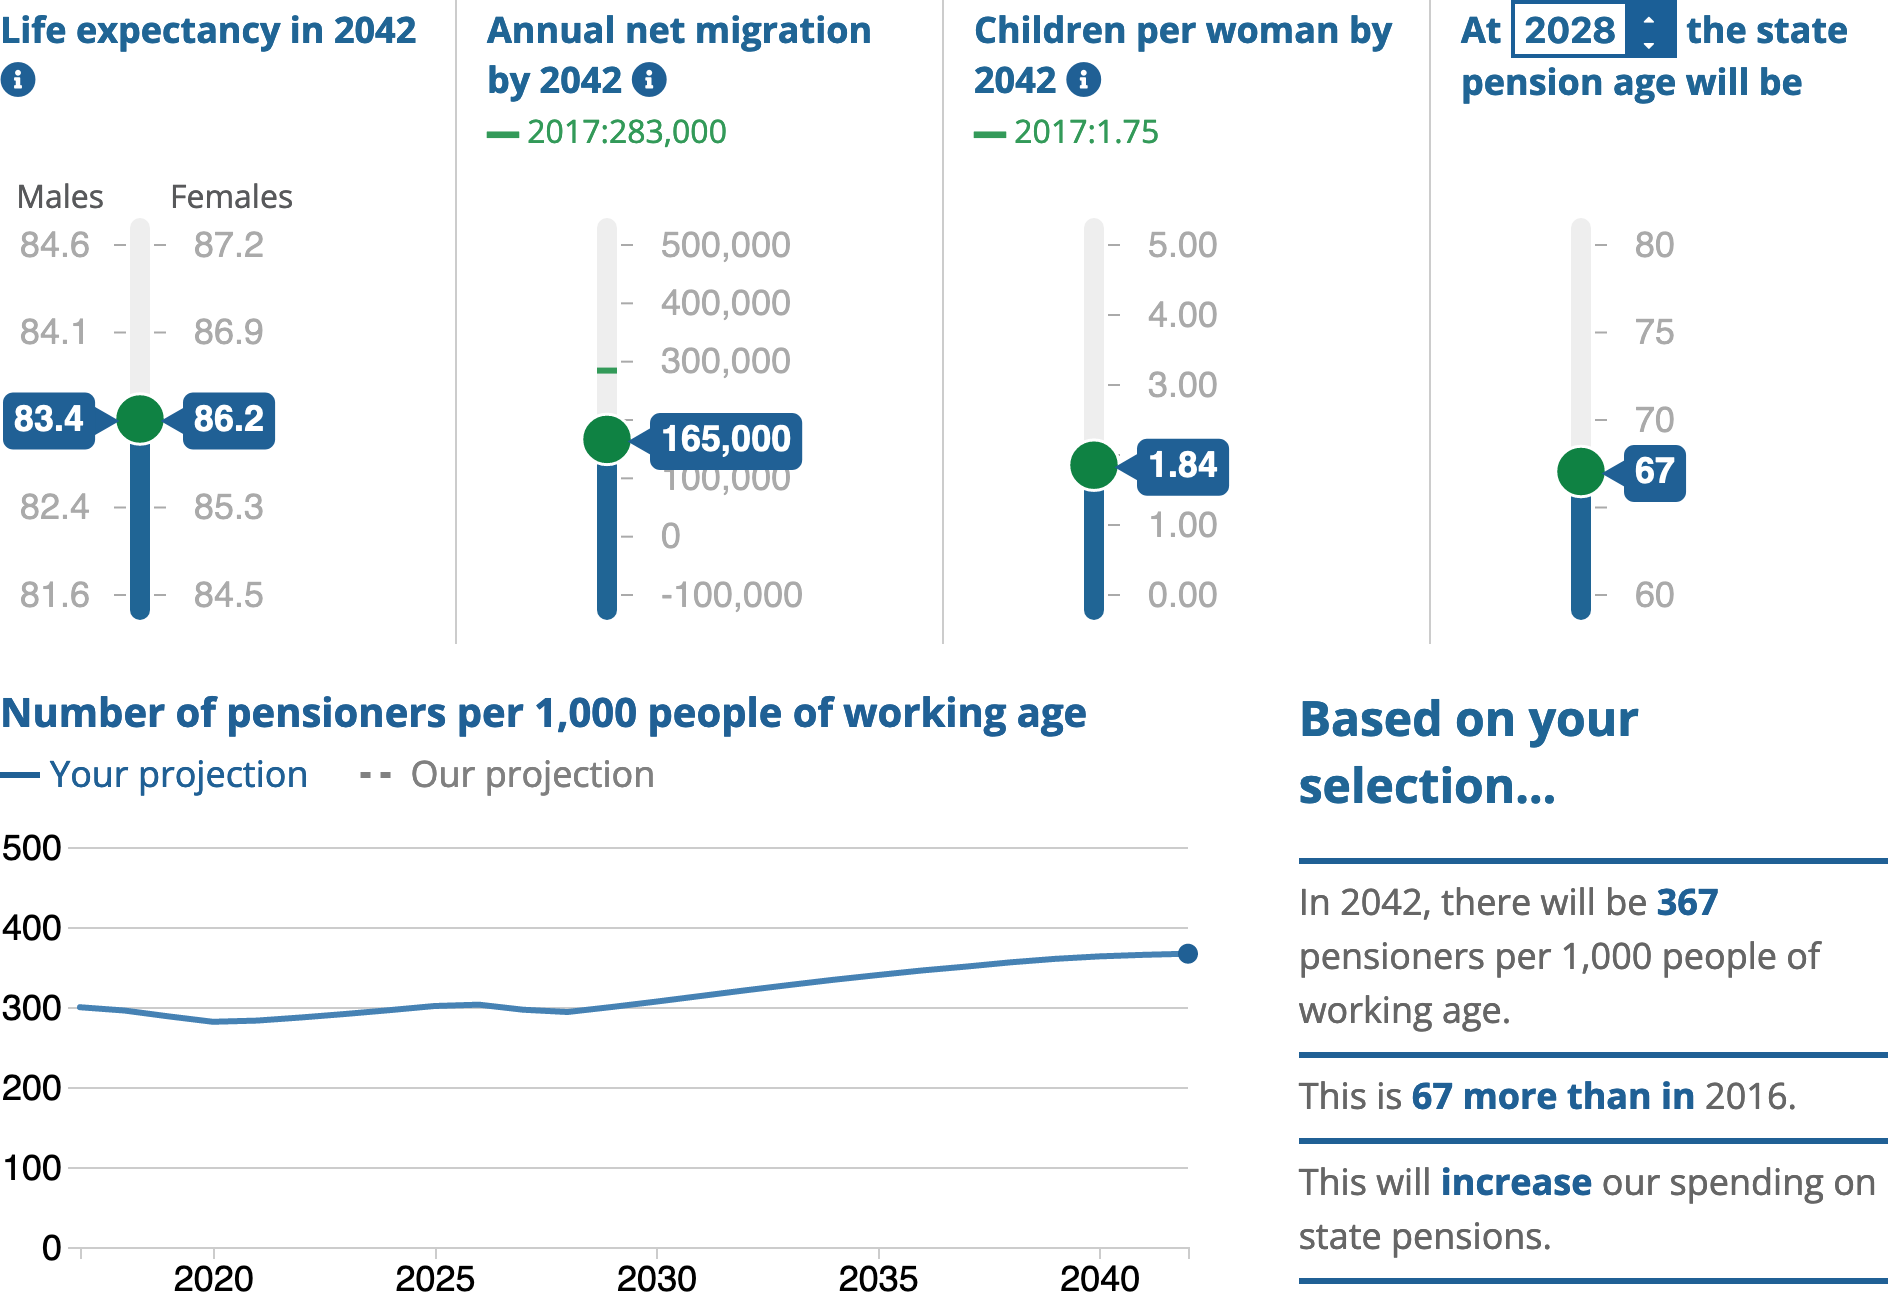 Life expectancy in 2042
Males Females
84.6 87.2
84.1 86.9
83.4 86.2
82.4 85.3
81.6 84.5
Annual net migration
by 2042
2017:283,000
500,000
400,000
300,000
165,000
100,000
0
-100,000
Children per woman by
2042
2017:1.75
5.00
4.00
3.00
1.84
1.00
0.00
At 2028 the state
pension age will be
80
75
70
67
60
Number of pensioners per 1,000 people of working age
Your projection Our projection
500
400
300
200
100
0
2020 2025 2030 2035 2040
Based on your
selection...
In 2042, there will be 367
pensioners per 1,000 people of
working age.
This is 67 more than in 2016.
This will increase our spending on
state pensions.